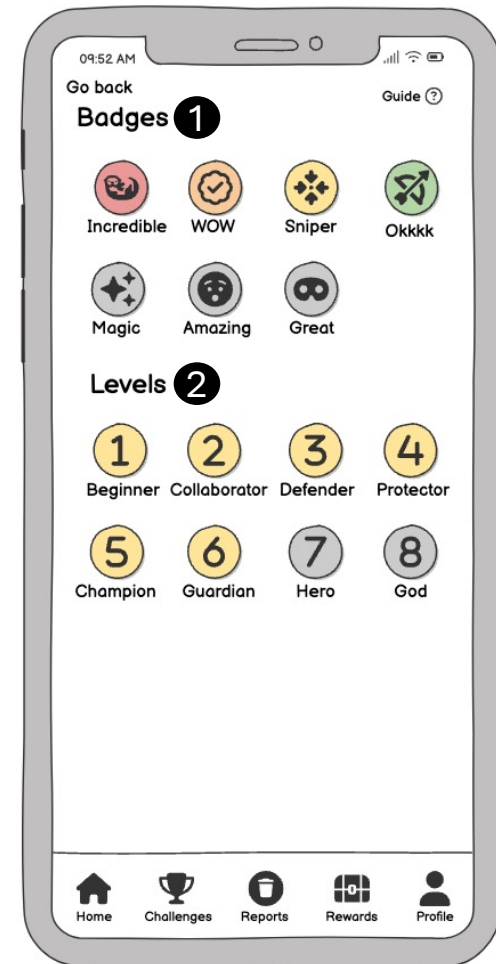 09:52 AM
Go back
Guide ?
Badges 1
Incredible WOW Sniper Okkkk
Magic Amazing Great
Levels 2
1 2 3 4
Beginner Collaborator Defender Protector
5 6 7 8
Champion Guardian Hero God
Home Challenges Reports Rewards Profile